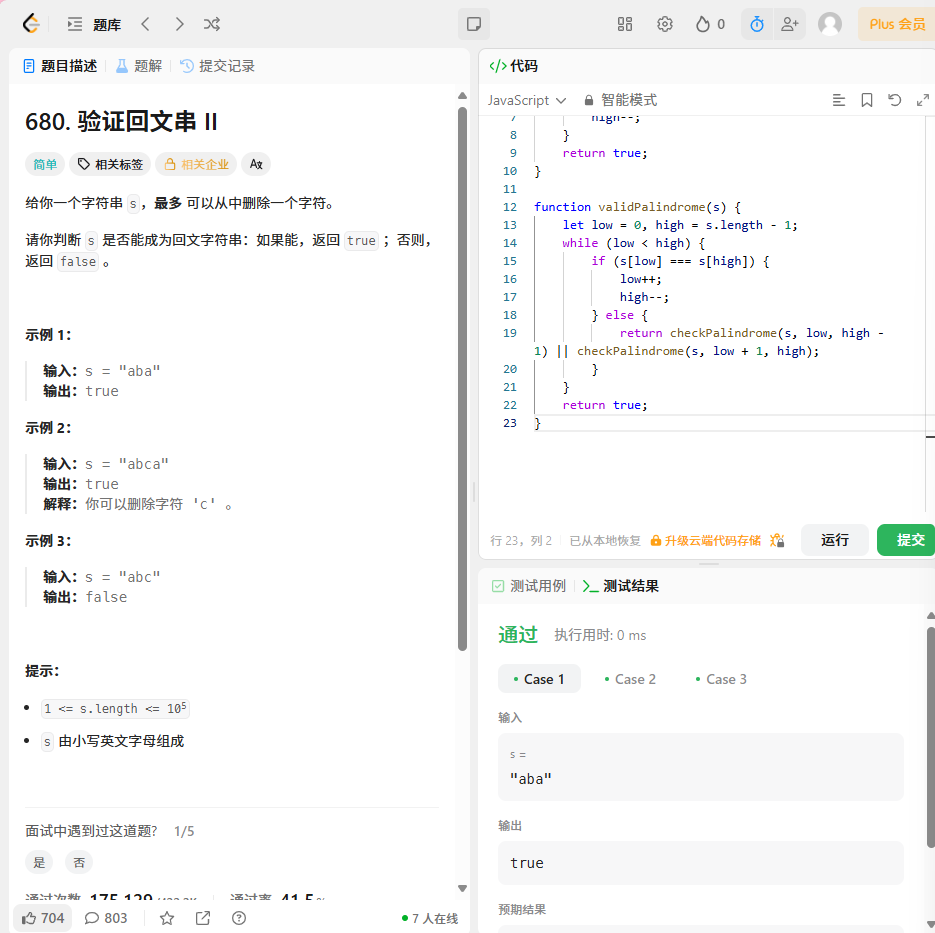 题库
0
Plus 会员
题目描述
题解
提交记录
680. 验证回文串 II
简单
相关标签
相关企业
给你一个字符串 s，最多 可以从中删除一个字符。
请你判断 s 是否能成为回文字符串：如果能，返回 true ；否则，
返回 false 。
示例 1：
输入：s = "aba"
输出：true
示例 2：
输入：s = "abca"
输出：true
解释：你可以删除字符 'c' 。
示例 3：
输入：s = "abc"
输出：false
提示：
1 <= s.length <= 10⁵
s 由小写英文字母组成
面试中遇到过这道题? 1/5
是
否
通过次数 175,129
通过率 41.5%
704
803
7 人在线
</> 代码
JavaScript
智能模式
7 high--;
8 }
9 return true;
10 }
11
12 function validPalindrome(s) {
13 let low = 0, high = s.length - 1;
14 while (low < high) {
15 if (s[low] === s[high]) {
16 low++;
17 high--;
18 } else {
19 return checkPalindrome(s, low, high -
1) || checkPalindrome(s, low + 1, high);
20 }
21 }
22 return true;
23 }
行 23，列 2
已从本地恢复
升级云端代码存储
运行
提交
测试用例
测试结果
通过
执行用时: 0 ms
Case 1
Case 2
Case 3
输入
s =
"aba"
输出
true
预期结果